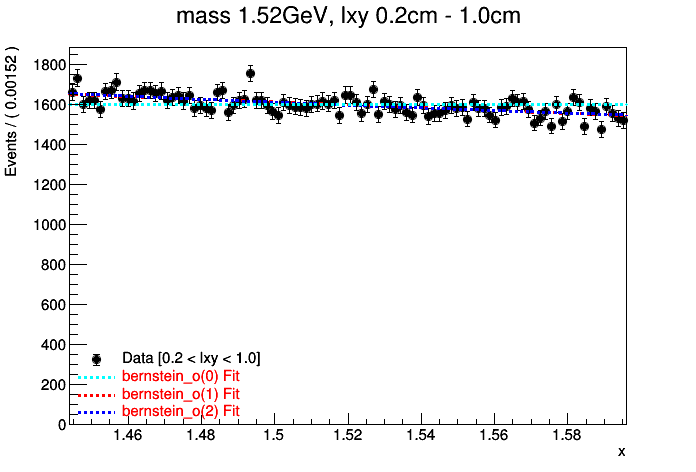 mass 1.52GeV, lxy 0.2cm - 1.0cm
Events / ( 0.00152 )
1800
1600
1400
1200
1000
800
600
400
200
0
Data [0.2 < lxy < 1.0]
bernstein_o(0) Fit
bernstein_o(1) Fit
bernstein_o(2) Fit
1.46 1.48 1.5 1.52 1.54 1.56 1.58
x